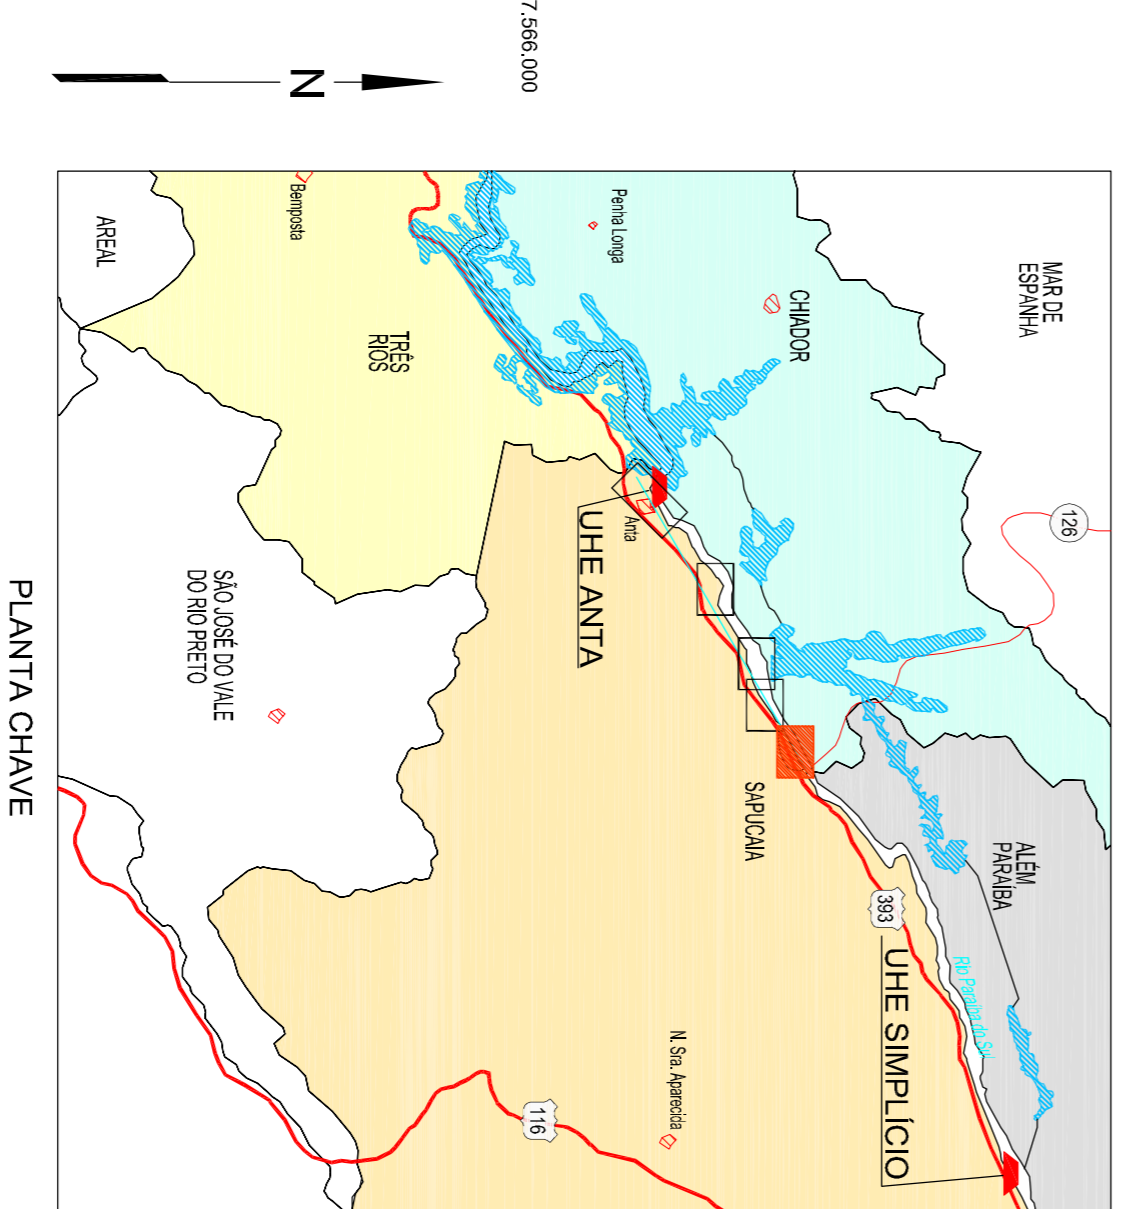 7.566.000
N
MAR DE
ESPANHA
126
CHIADOR
Penha Longa
Bemposta
AREAL
TRÊS
RIOS
Anta
UHE ANTA
SÃO JOSÉ DO VALE
DO RIO PRETO
SAPUCAIA
ALÉM
PARAÍBA
393
Rio Paraíba do Sul
UHE SIMPLÍCIO
N. Sra. Aparecida
116
PLANTA CHAVE